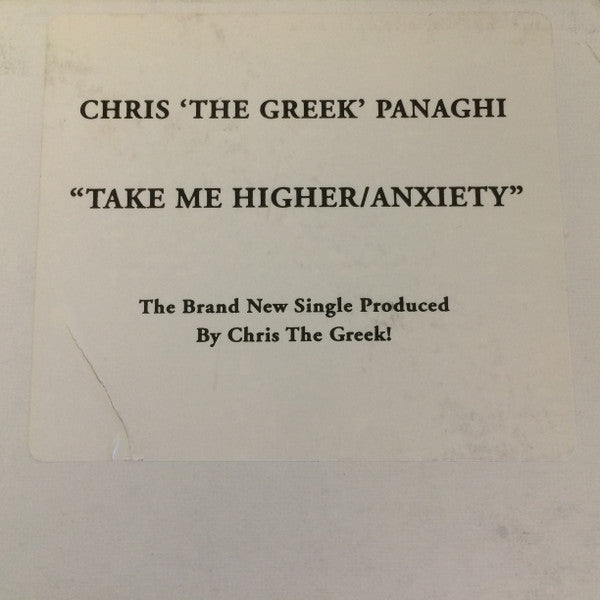 CHRIS ‘THE GREEK’ PANAGHI
“TAKE ME HIGHER/ANXIETY”
The Brand New Single Produced
By Chris The Greek!